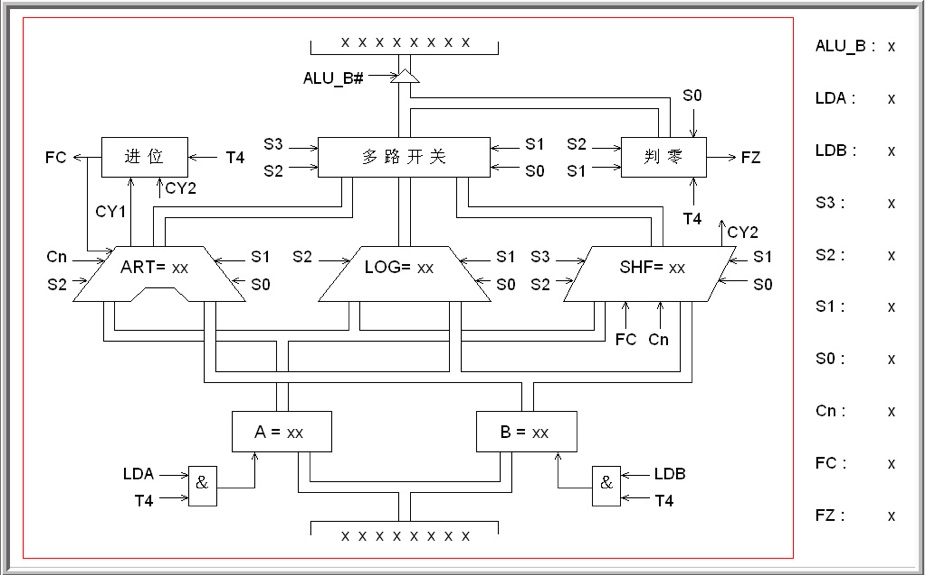 X X X X X X X X
ALU_B#
S0
S3
S2
多路开关
S1
S0
FC
进位
T4
S2
S1
判零
FZ
CY1
CY2
T4
CY2
Cn
S2
ART= xx
S1
S0
S2
LOG= xx
S1
S0
S3
S2
SHF= xx
S1
S0
FC Cn
A = xx
B = xx
LDA
T4
&
&
LDB
T4
X X X X X X X X
ALU_B : x
LDA : x
LDB : x
S3 : x
S2 : x
S1 : x
S0 : x
Cn : x
FC : x
FZ : x